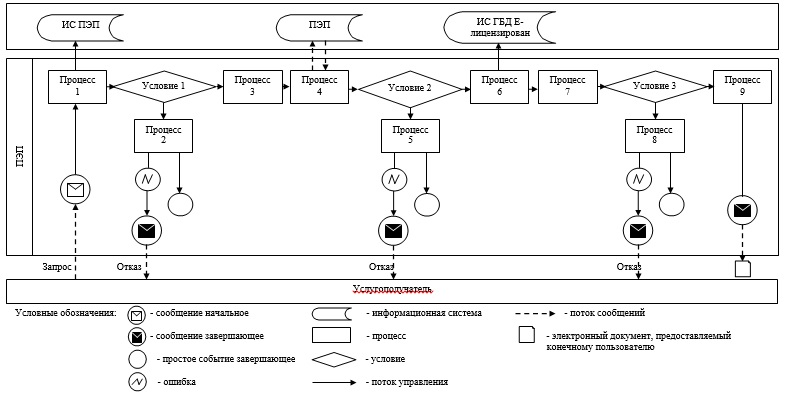 ИС ПЭП
ПЭП
ИС ГБД Е-
лицензирован
ПЭП
Процесс
1
Условие 1
Процесс
3
Процесс
4
Условие 2
Процесс
6
Процесс
7
Условие 3
Процесс
9
Процесс
2
Процесс
5
Процесс
8
Запрос
Отказ
Отказ
Отказ
Услугополучатель
Условные обозначения:
- сообщение начальное
- информационная система
- поток сообщений
- сообщение завершающее
- процесс
- электронный документ, предоставляемый
конечному пользователю
- простое событие завершающее
- условие
- ошибка
- поток управления